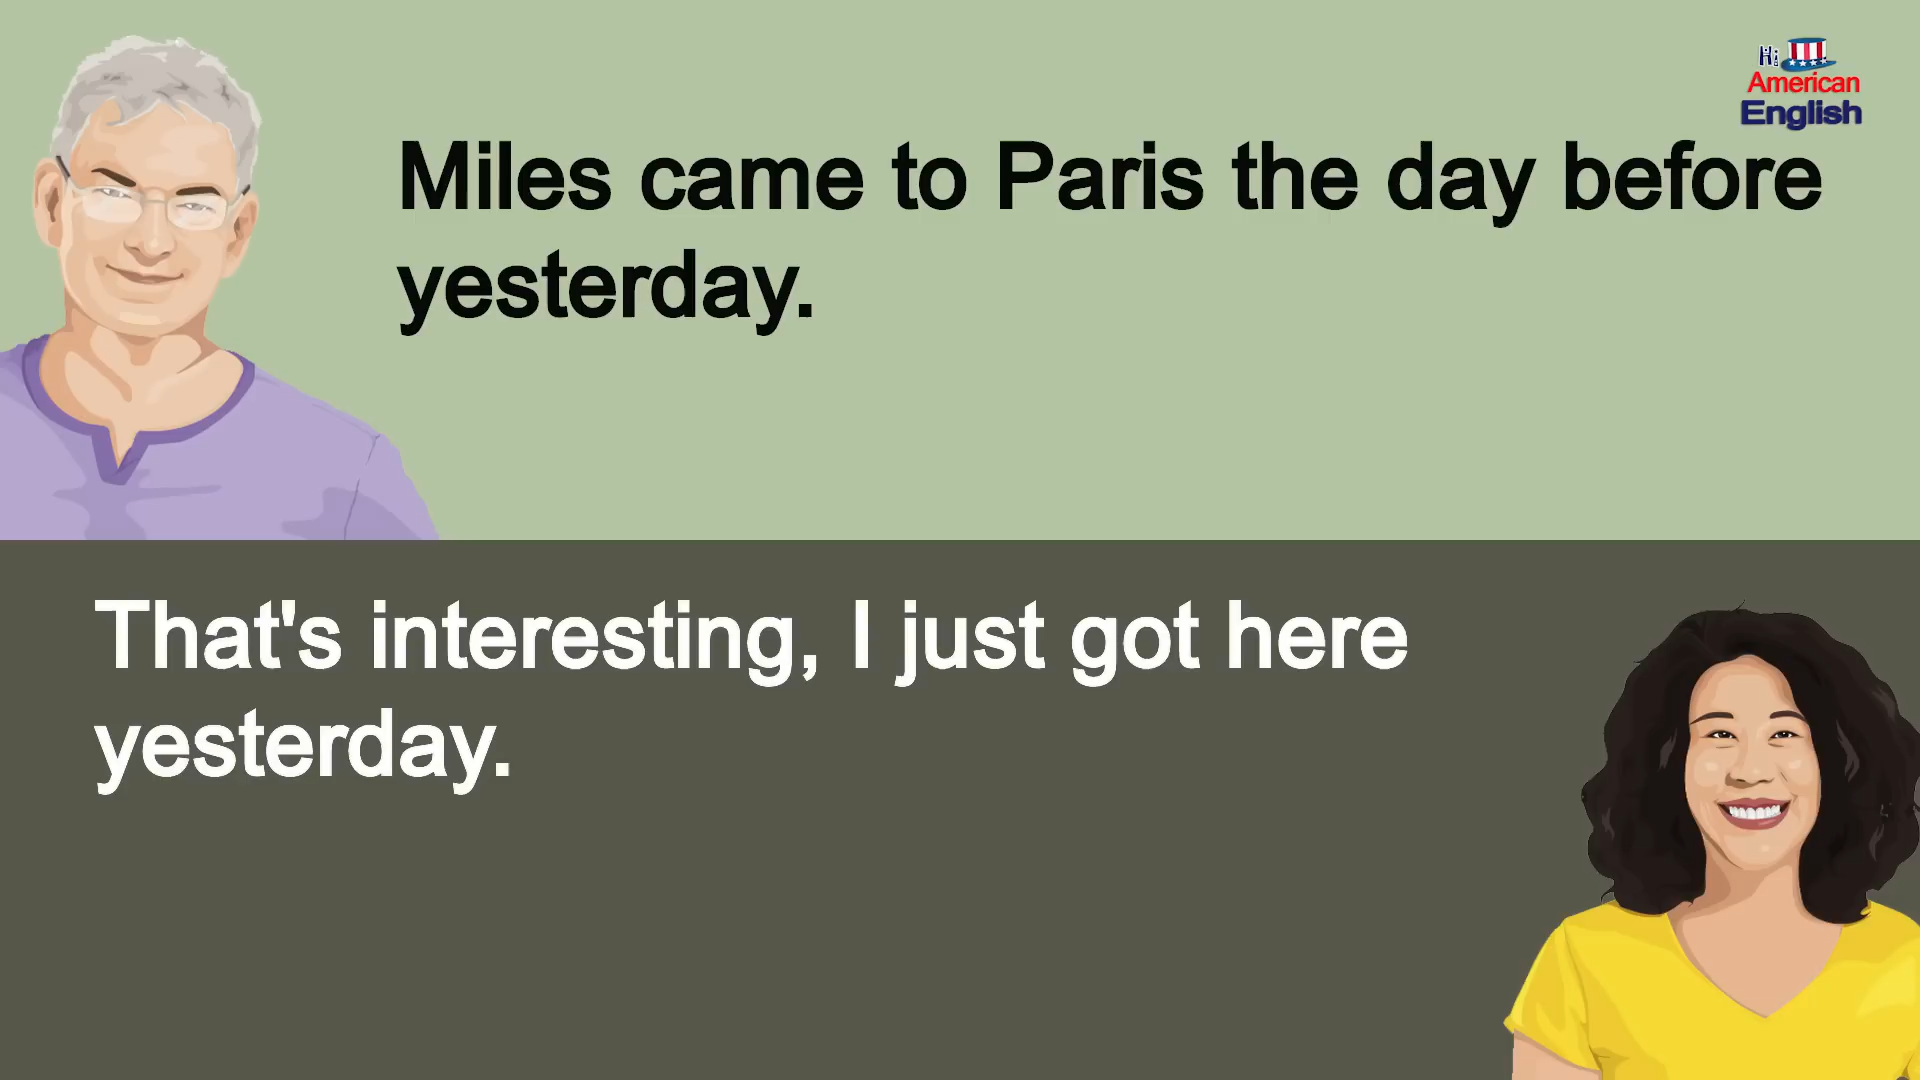 Hi
American
English
Miles came to Paris the day before
yesterday.
That's interesting, I just got here
yesterday.